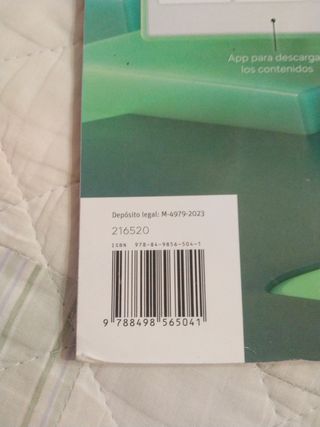 App para descarga
los contenidos
Depósito legal: M-4979-2023
216520
ISBN 978-84-9856-504-1
9 788498 565041